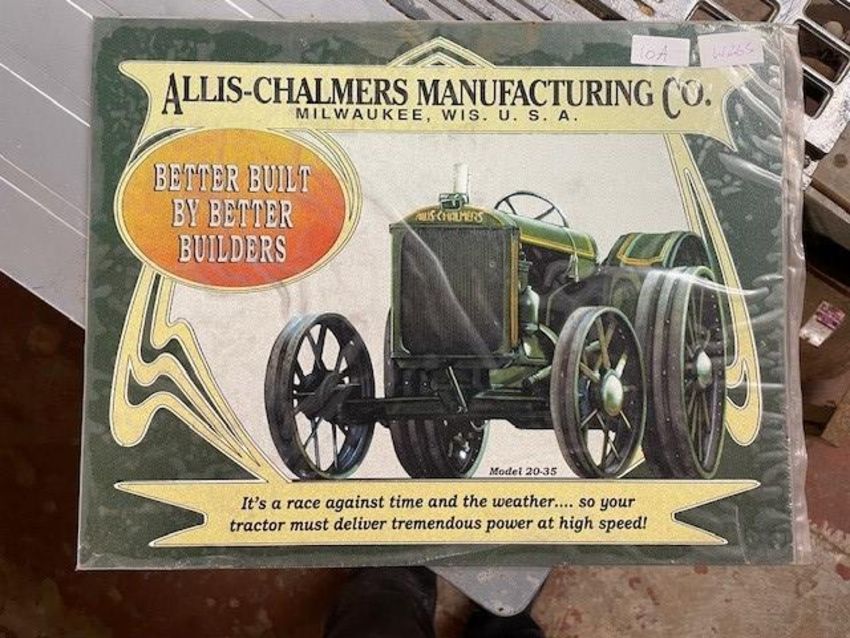 10A
ALLIS-CHALMERS MANUFACTURING CO.
MILWAUKEE, WIS. U. S. A.
BETTER BUILT
BY BETTER
BUILDERS
ALLIS-CHALMERS
Model 20-35
It's a race against time and the weather.... so your
tractor must deliver tremendous power at high speed!